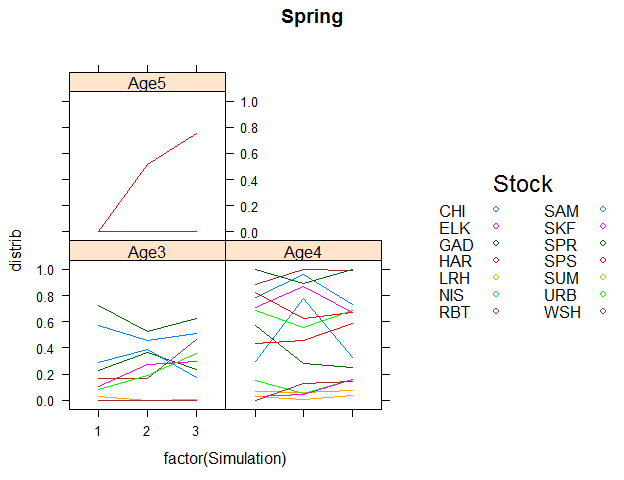 Spring
Age5
1.0
0.8
0.6
0.4
0.2
0.0
Age3
Age4
1.0
0.8
0.6
0.4
0.2
0.0
1 2 3
distrib
factor(Simulation)
Stock
CHI SAM
ELK SKF
GAD SPR
HAR SPS
LRH SUM
NIS URB
RBT WSH